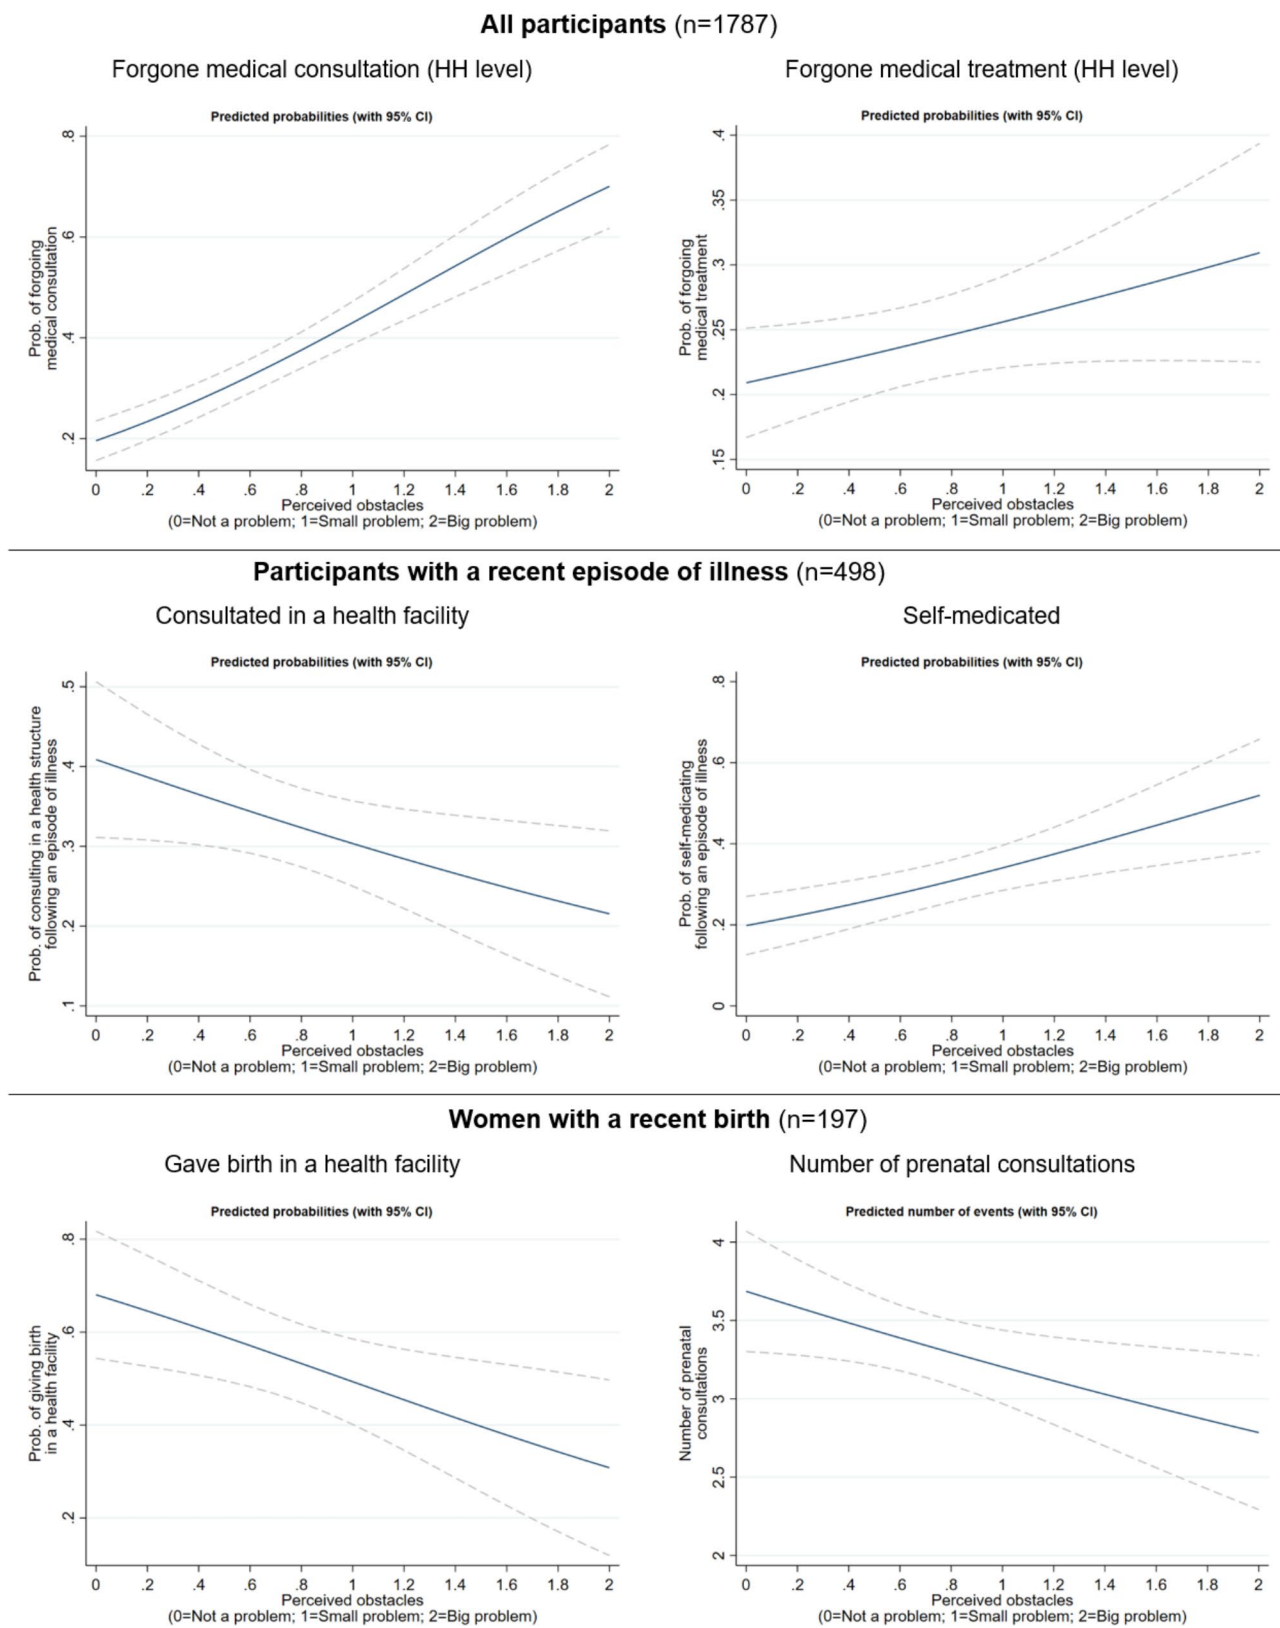 All participants (n=1787)
Forgone medical consultation (HH level)
Predicted probabilities (with 95% CI)
Prob. of forgoing
medical consultation
.8
.6
.4
.2
0 .2 .4 .6 .8 1 1.2 1.4 1.6 1.8 2
Perceived obstacles
(0=Not a problem; 1=Small problem; 2=Big problem)
Forgone medical treatment (HH level)
Predicted probabilities (with 95% CI)
Prob. of forgoing
medical treatment
.4
.35
.3
.25
.2
.15
0 .2 .4 .6 .8 1 1.2 1.4 1.6 1.8 2
Perceived obstacles
(0=Not a problem; 1=Small problem; 2=Big problem)
Participants with a recent episode of illness (n=498)
Consultated in a health facility
Predicted probabilities (with 95% CI)
Prob. of consulting in a health structure
following an episode of illness
.5
.4
.3
.2
.1
0 .2 .4 .6 .8 1 1.2 1.4 1.6 1.8 2
Perceived obstacles
(0=Not a problem; 1=Small problem; 2=Big problem)
Self-medicated
Predicted probabilities (with 95% CI)
Prob. of self-medicating
following an episode of illness
.8
.6
.4
.2
0
0 .2 .4 .6 .8 1 1.2 1.4 1.6 1.8 2
Perceived obstacles
(0=Not a problem; 1=Small problem; 2=Big problem)
Women with a recent birth (n=197)
Gave birth in a health facility
Predicted probabilities (with 95% CI)
Prob. of giving birth
in a health facility
.8
.6
.4
.2
0 .2 .4 .6 .8 1 1.2 1.4 1.6 1.8 2
Perceived obstacles
(0=Not a problem; 1=Small problem; 2=Big problem)
Number of prenatal consultations
Predicted number of events (with 95% CI)
Number of prenatal
consultations
4
3.5
3
2.5
2
0 .2 .4 .6 .8 1 1.2 1.4 1.6 1.8 2
Perceived obstacles
(0=Not a problem; 1=Small problem; 2=Big problem)